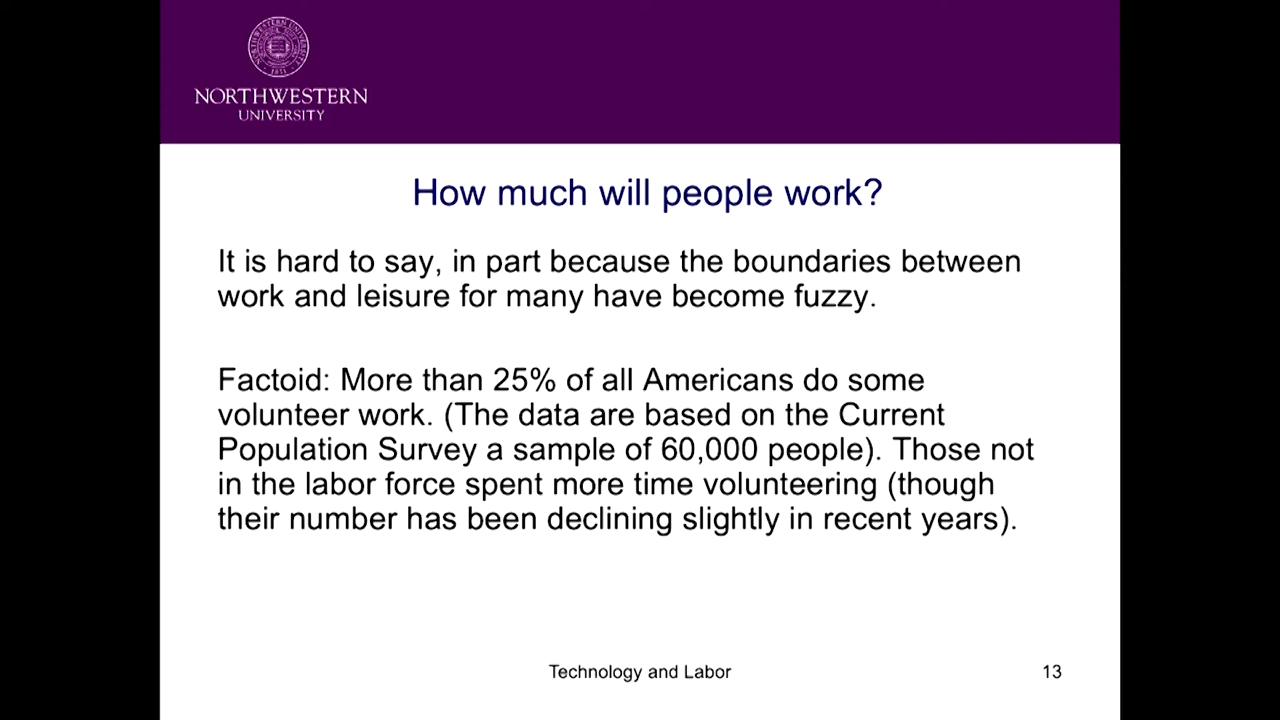 NORTHWESTERN
UNIVERSITY
How much will people work?
It is hard to say, in part because the boundaries between
work and leisure for many have become fuzzy.
Factoid: More than 25% of all Americans do some
volunteer work. (The data are based on the Current
Population Survey a sample of 60,000 people). Those not
in the labor force spent more time volunteering (though
their number has been declining slightly in recent years).
Technology and Labor
13